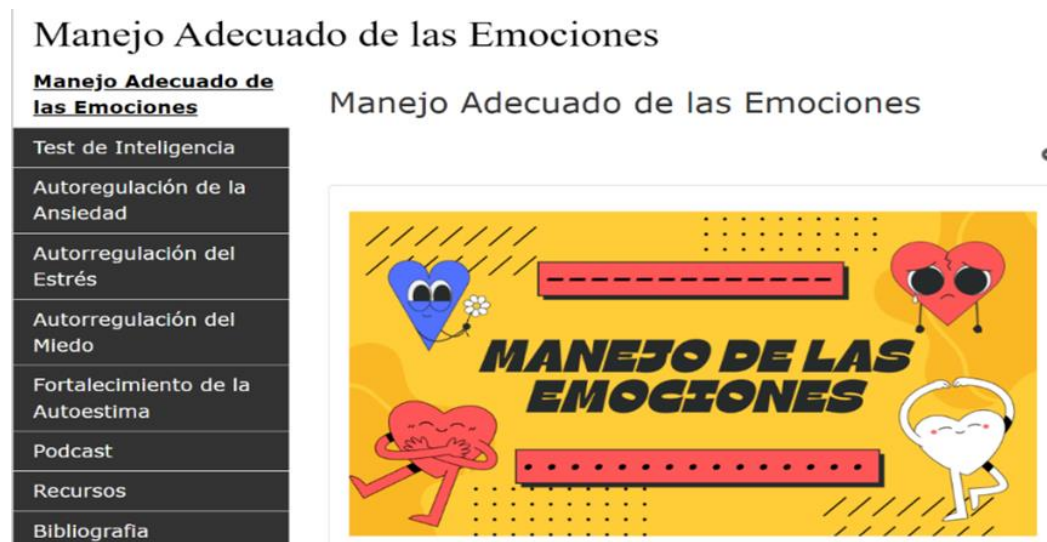 Manejo Adecuado de las Emociones
Manejo Adecuado de
las Emociones
Test de Inteligencia
Autoregulación de la
Ansiedad
Autorregulación del
Estrés
Autorregulación del
Miedo
Fortalecimiento de la
Autoestima
Podcast
Recursos
Bibliografia
Manejo Adecuado de las Emociones
MANEJO DE LAS
EMOCIONES